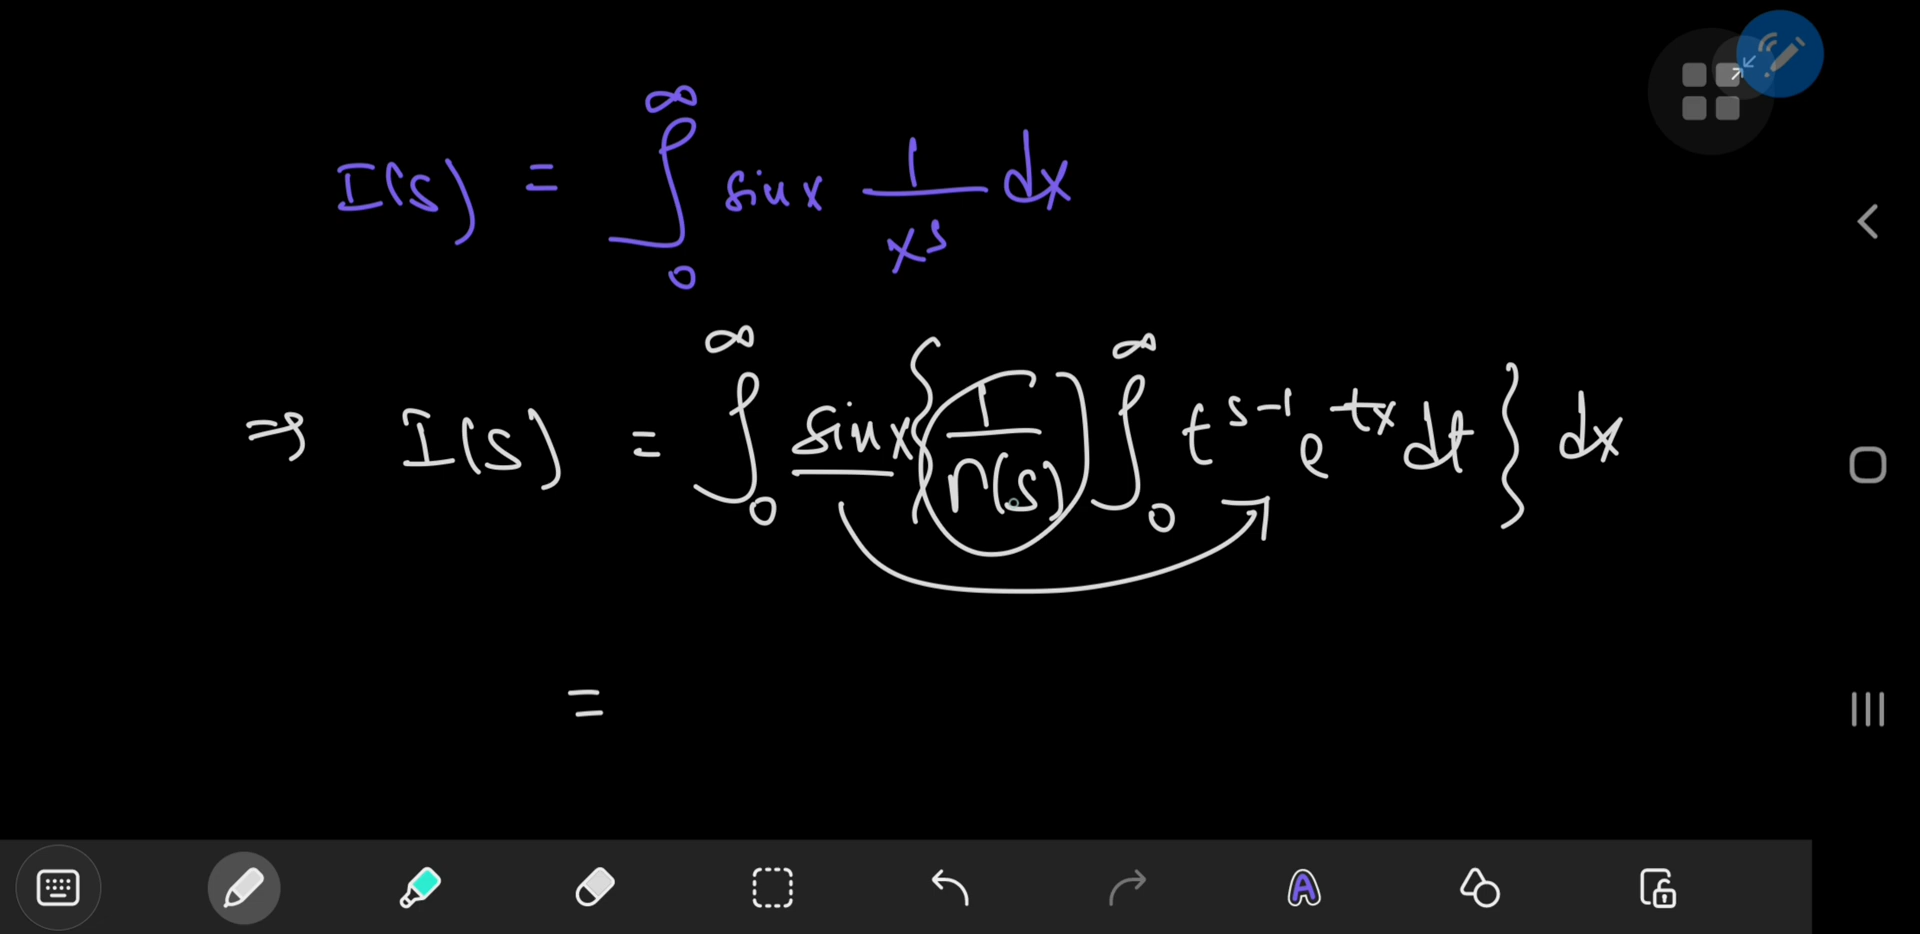 I(s) = ∫₀^∞ sin x 1/x^s dx
⇒ I(s) = ∫₀^∞ sin x { (1/Γ(s)) ∫₀^∞ t^{s-1} e^{-tx} dt } dx
=
A